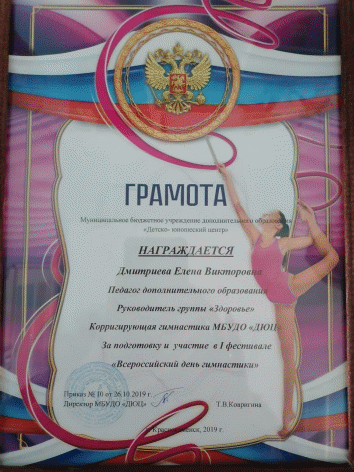 ГРАМОТА
Муниципальное бюджетное учреждение дополнительного образования
«Детско- юношеский центр»
НАГРАЖДАЕТСЯ
Дмитриева Елена Викторовна
Педагог дополнительного образования
Руководитель группы «Здоровье»
Корригирующая гимнастика МБУДО «ДЮЦ»
За подготовку и участие в I фестивале
«Всероссийский день гимнастики»
Приказ № 10 от 26.10 2019 г.
Директор МБУДО «ДЮЦ» Т.В.Ковригина
2019 г.